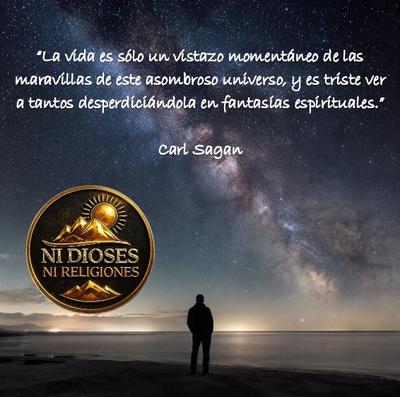 “La vida es sólo un vistazo momentáneo de las
maravillas de este asombroso universo, y es triste ver
a tantos desperdiciándola en fantasías espirituales.”
Carl Sagan
NI DIOSES
NI RELIGIONES